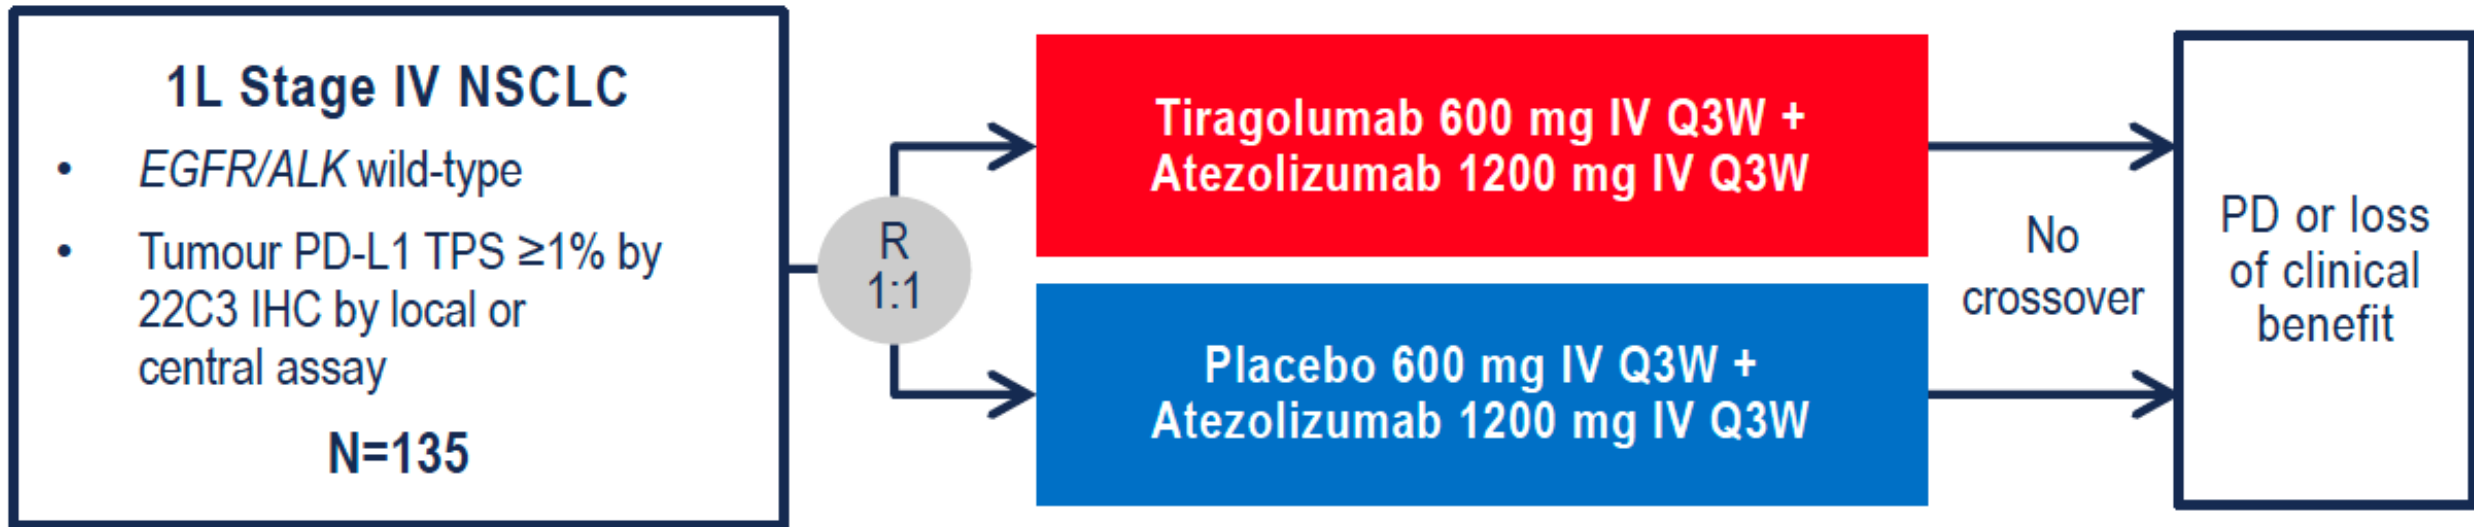 1L Stage IV NSCLC
• EGFR/ALK wild-type
• Tumour PD-L1 TPS ≥1% by
22C3 IHC by local or
central assay
N=135
R
1:1
Tiragolumab 600 mg IV Q3W +
Atezolizumab 1200 mg IV Q3W
Placebo 600 mg IV Q3W +
Atezolizumab 1200 mg IV Q3W
No
crossover
PD or loss
of clinical
benefit